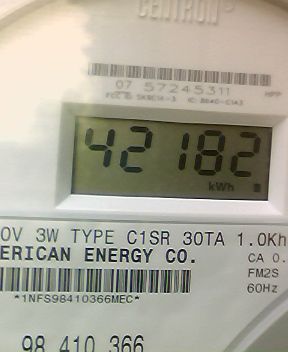 CENTRON®
07 57245311
HPP
42182
kWh
0V 3W TYPE C1SR 30TA 1.0Kh
ERICAN ENERGY CO.
CA 0.
FM2S
*1NFS98410366MEC*
60Hz
98 410 366